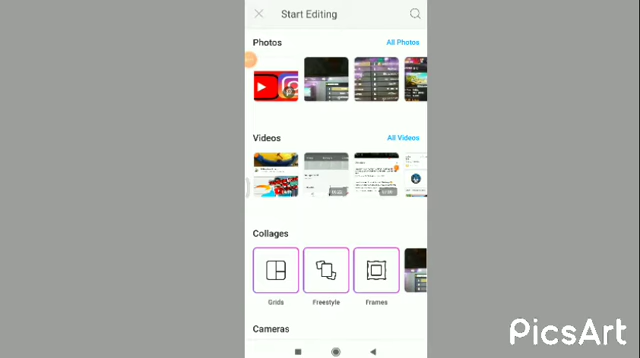 Start Editing
Photos
All Photos
Videos
All Videos
Collages
Grids
Freestyle
Frames
Cameras
PicsArt